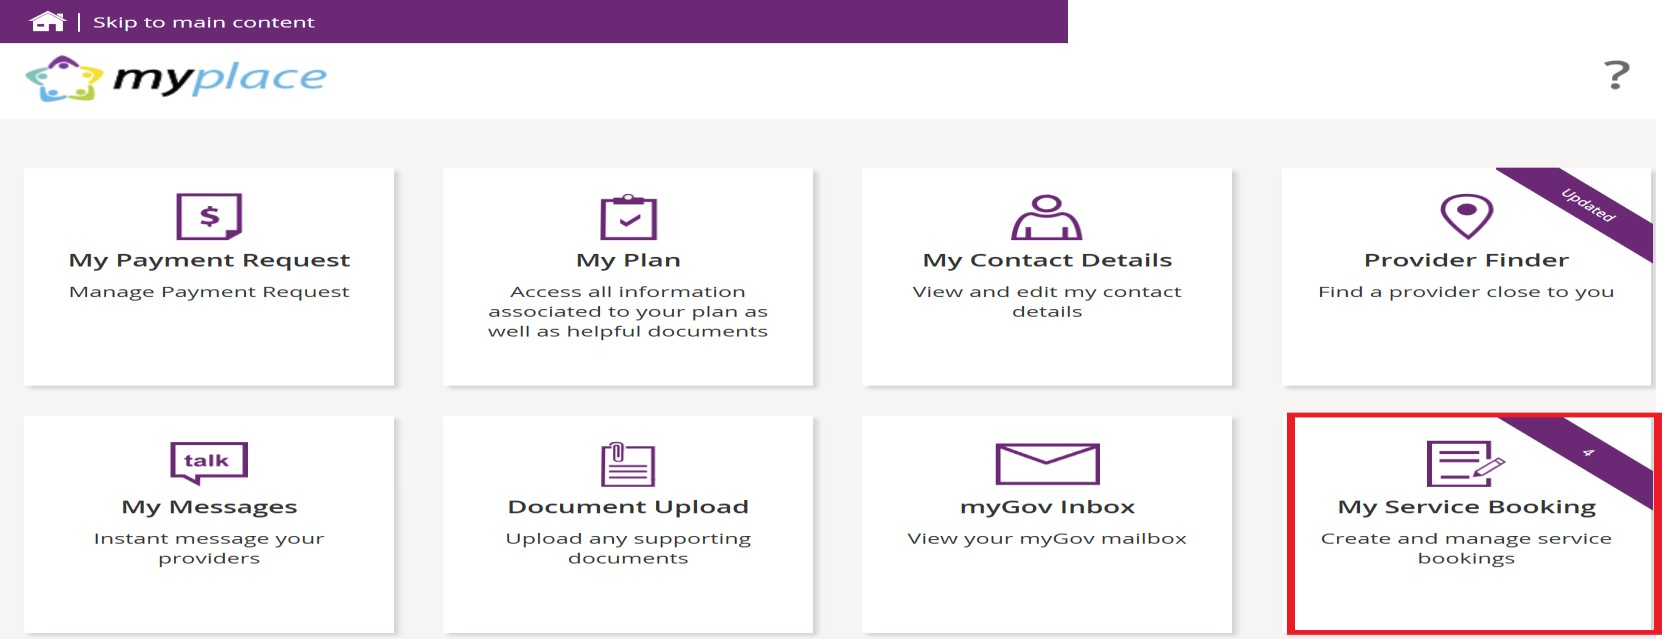 Skip to main content
myplace
?
$
My Payment Request
Manage Payment Request
My Plan
Access all information
associated to your plan as
well as helpful documents
My Contact Details
View and edit my contact
details
Updated
Provider Finder
Find a provider close to you
talk
My Messages
Instant message your
providers
Document Upload
Upload any supporting
documents
myGov Inbox
View your myGov mailbox
4
My Service Booking
Create and manage service
bookings